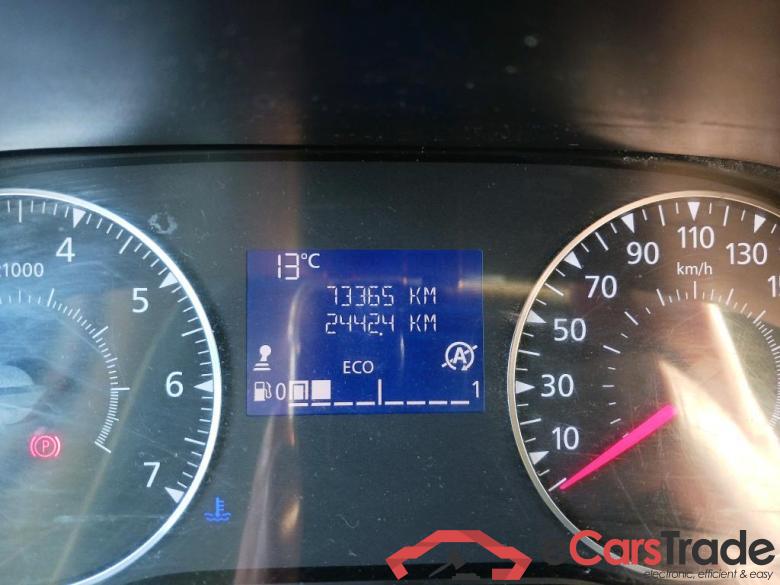 4
x1000
5
6
7
P
13°C
73365 KM
2442.4 KM
ECO
A
0
1
10
30
50
70
90
110
130
km/h
eCarsTrade
electronic, efficient & easy